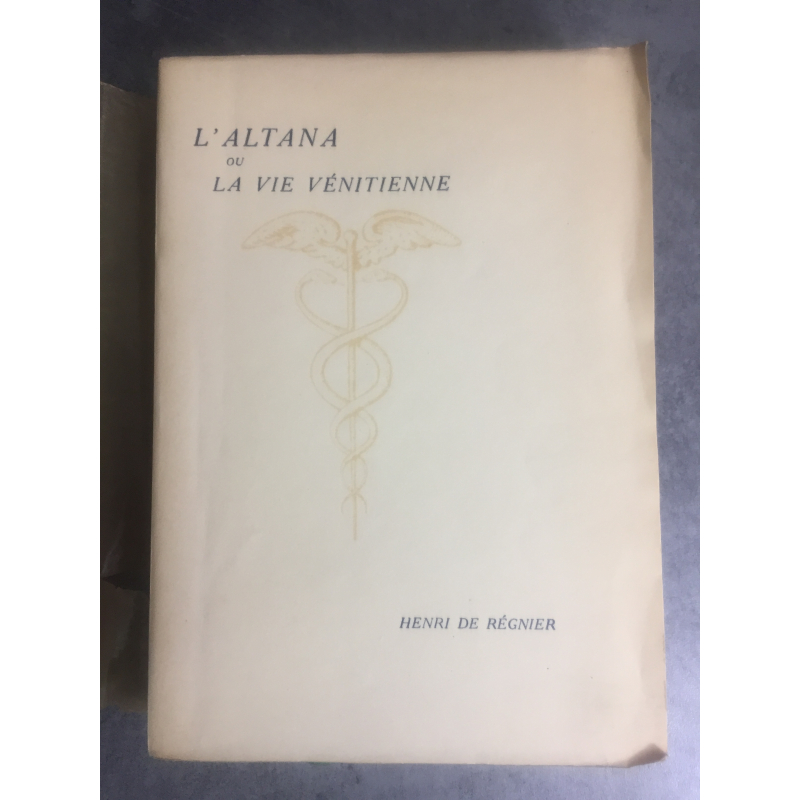 L'ALTANA
OU
LA VIE VÉNITIENNE
HENRI DE RÉGNIER